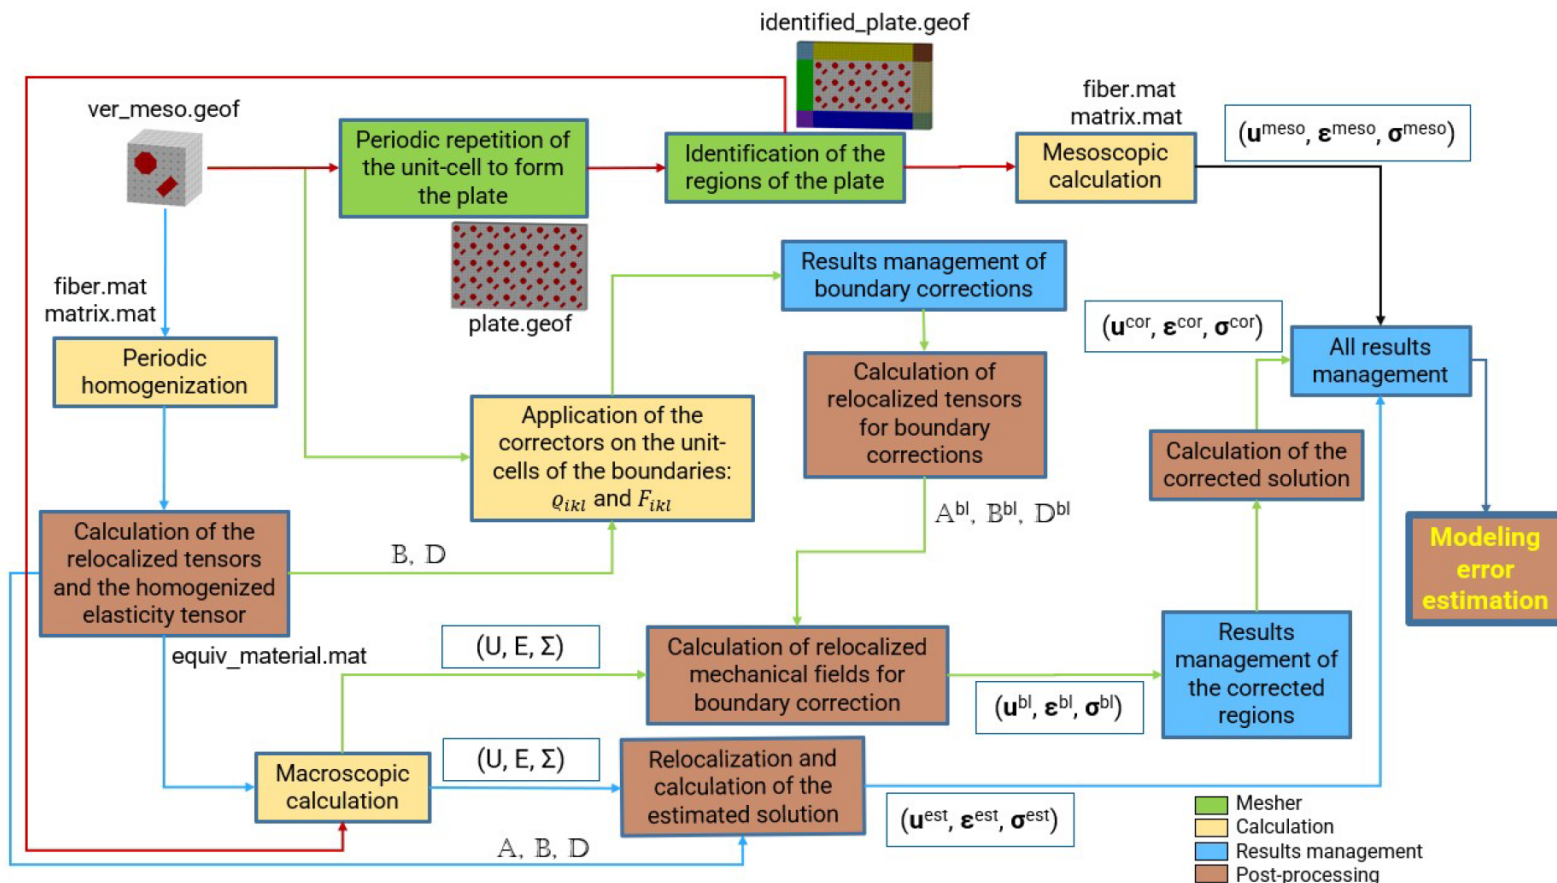 identified_plate.geof
ver_meso.geof
fiber.mat
matrix.mat
(u^meso, ε^meso, σ^meso)
Periodic repetition of
the unit-cell to form
the plate
Identification of the
regions of the plate
Mesoscopic
calculation
plate.geof
fiber.mat
matrix.mat
Results management of
boundary corrections
(u^cor, ε^cor, σ^cor)
All results
management
Periodic
homogenization
Calculation of
relocalized tensors
for boundary
corrections
Application of the
correctors on the unit-
cells of the boundaries:
ϱ_ikl and F_ikl
Calculation of the
corrected solution
A^bl, B^bl, D^bl
Calculation of the
relocalized tensors
and the homogenized
elasticity tensor
B, D
Modeling
error
estimation
equiv_material.mat
(U, E, Σ)
Calculation of relocalized
mechanical fields for
boundary correction
(u^bl, ε^bl, σ^bl)
Results
management of
the corrected
regions
Macroscopic
calculation
(U, E, Σ)
Relocalization and
calculation of the
estimated solution
(u^est, ε^est, σ^est)
A, B, D
Mesher
Calculation
Results management
Post-processing